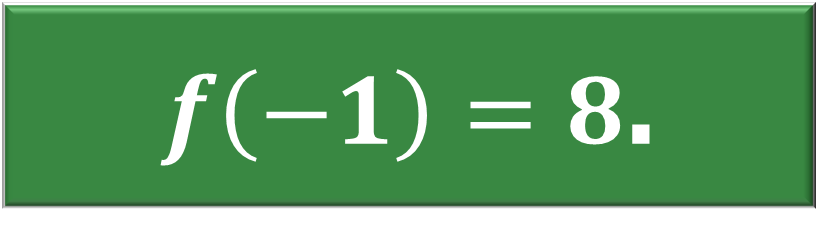 f(−1) = 8.